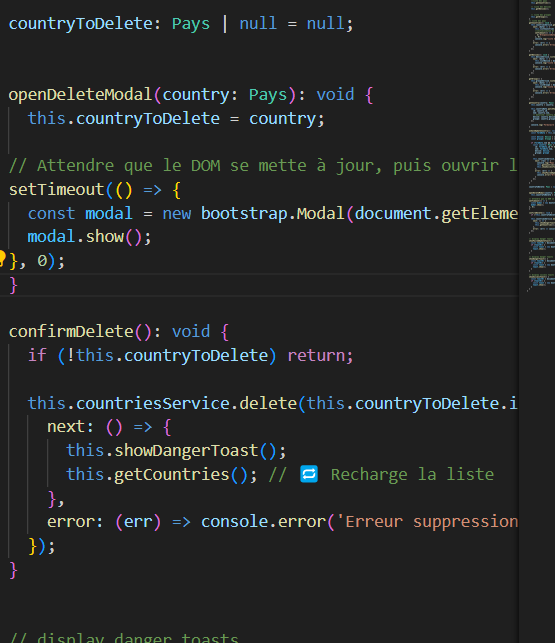 countryToDelete: Pays | null = null;
openDeleteModal(country: Pays): void {
this.countryToDelete = country;
// Attendre que le DOM se mette à jour, puis ouvrir l
setTimeout(() => {
const modal = new bootstrap.Modal(document.getEleme
modal.show();
}, 0);
}
confirmDelete(): void {
if (!this.countryToDelete) return;
this.countriesService.delete(this.countryToDelete.i
next: () => {
this.showDangerToast();
this.getCountries(); // 🔁 Recharge la liste
},
error: (err) => console.error('Erreur suppression
});
}
// display danger toasts